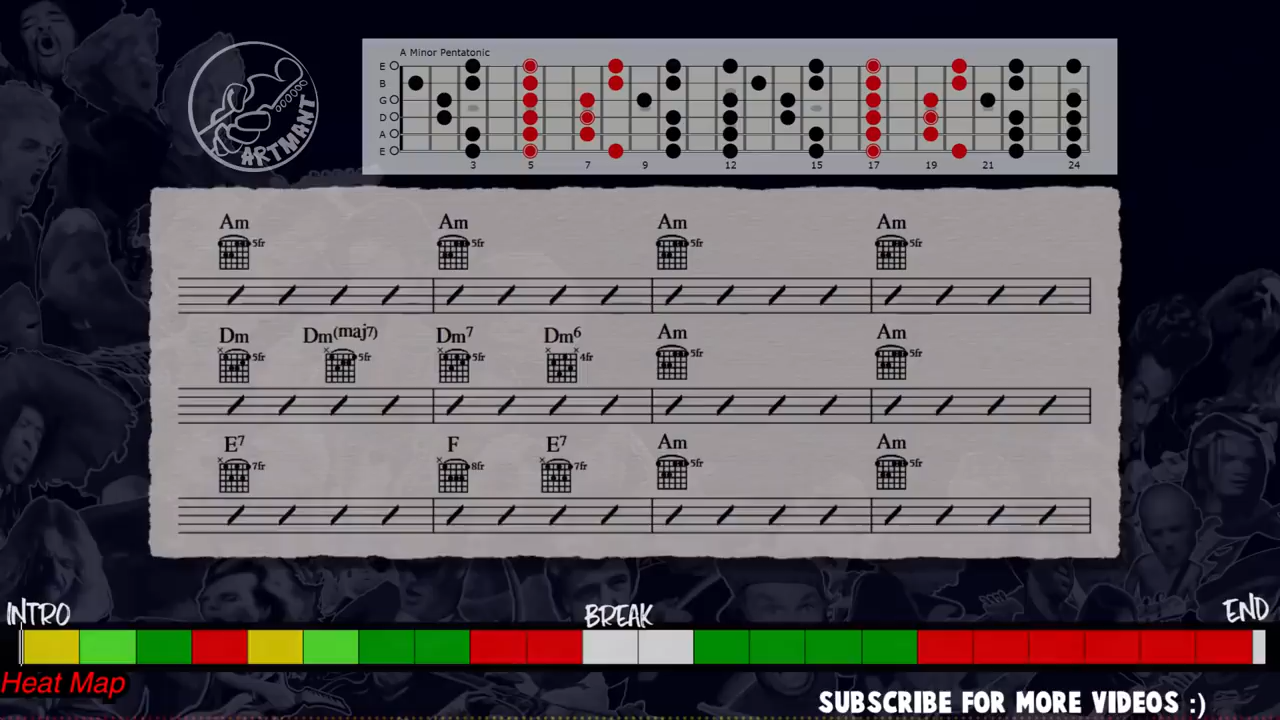 A Minor Pentatonic
E
B
G
D
A
E
3 5 7 9 12 15 17 19 21 24
ARTMANT
Am Am Am Am
5fr 5fr 5fr 5fr
Dm Dm(maj7) Dm7 Dm6 Am Am
5fr 5fr 5fr 4fr 5fr 5fr
E7 F E7 Am Am
7fr 8fr 7fr 5fr 5fr
INTRO BREAK END
Heat Map
SUBSCRIBE FOR MORE VIDEOS :)